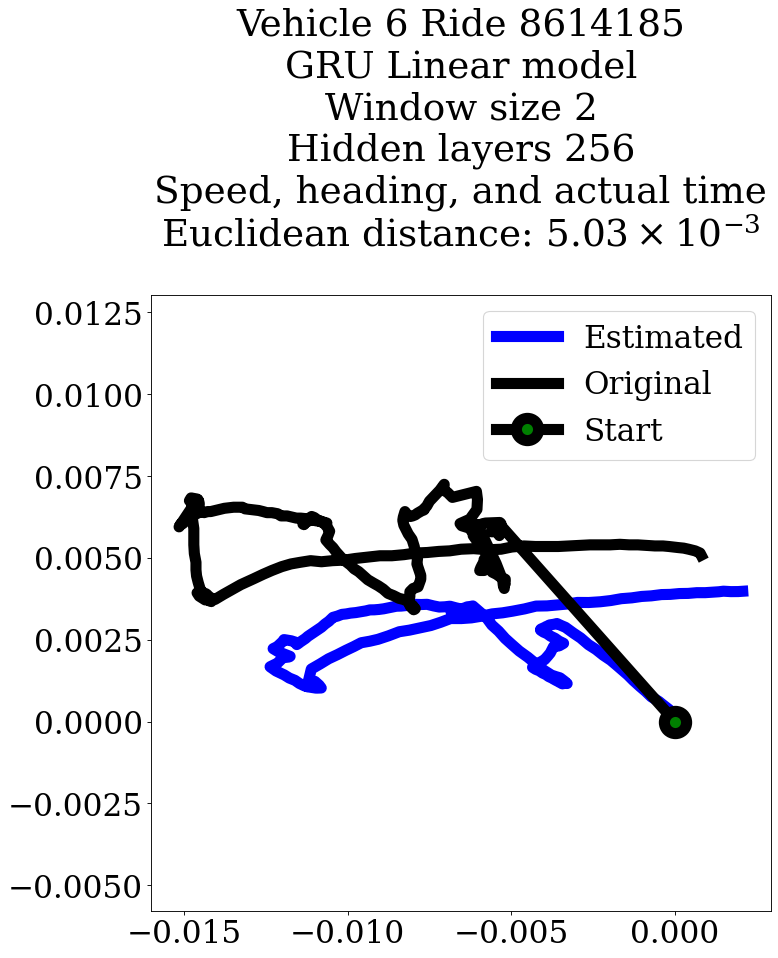 Vehicle 6 Ride 8614185
GRU Linear model
Window size 2
Hidden layers 256
Speed, heading, and actual time
Euclidean distance: 5.03 × 10⁻³
0.0125
0.0100
0.0075
0.0050
0.0025
0.0000
−0.0025
−0.0050
Estimated
Original
Start
−0.015 −0.010 −0.005 0.000